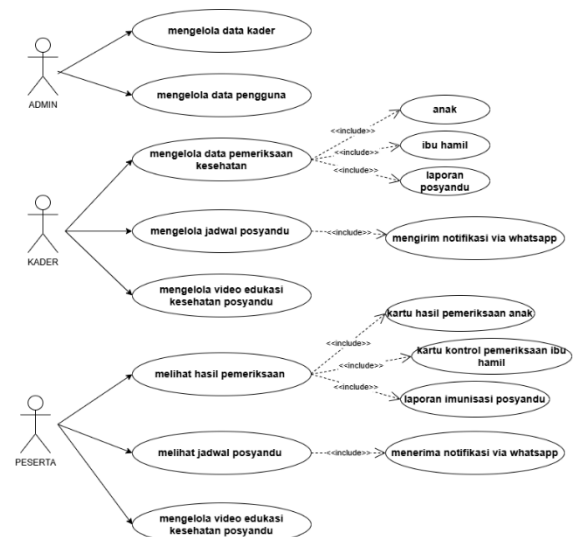 mengelola data kader
ADMIN
mengelola data pengguna
anak
<<include>>
mengelola data pemeriksaan
kesehatan
<<include>>
ibu hamil
<<include>>
laporan
posyandu
KADER
mengelola jadwal posyandu
<<include>>
mengirim notifikasi via whatsapp
mengelola video edukasi
kesehatan posyandu
kartu hasil pemeriksaan anak
<<include>>
melihat hasil pemeriksaan
<<include>>
kartu kontrol pemeriksaan ibu
hamil
<<include>>
laporan imunisasi posyandu
PESERTA
melihat jadwal posyandu
<<include>>
menerima notifikasi via whatsapp
mengelola video edukasi
kesehatan posyandu